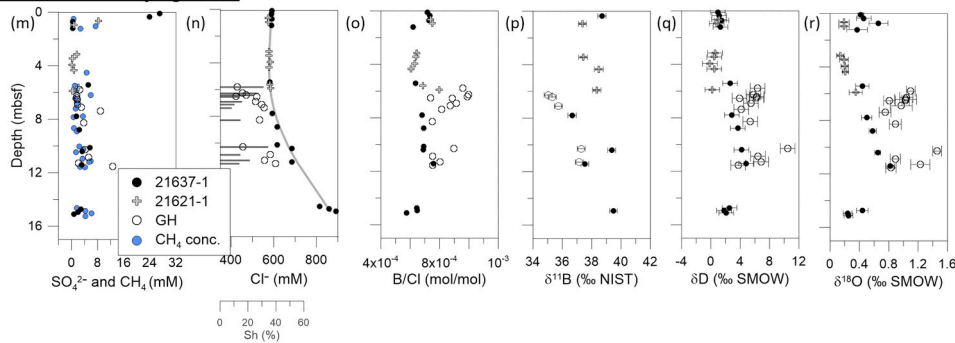 (m) (n) (o) (p) (q) (r)
0
4
8
12
16
Depth (mbsf)
21637-1
21621-1
GH
CH₄ conc.
0 8 16 24 32
400 600 800
4x10⁻⁴ 8x10⁻⁴ 10⁻³
34 36 38 40 42
-4 0 4 8 12
0 0.4 0.8 1.2 1.6
SO₄²⁻ and CH₄ (mM)
Cl⁻ (mM)
B/Cl (mol/mol)
δ¹¹B (‰ NIST)
δD (‰ SMOW)
δ¹⁸O (‰ SMOW)
0 20 40 60
Sh (%)